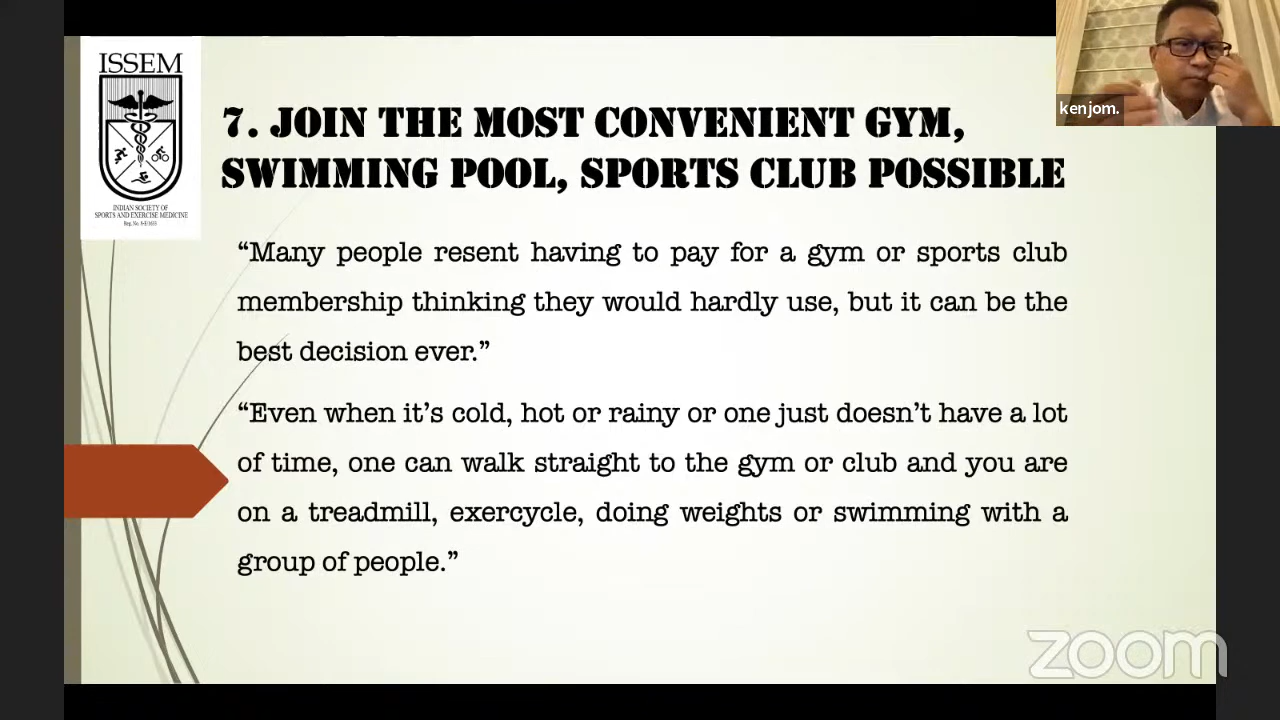 ISSEM
INDIAN SOCIETY OF
SPORTS AND EXERCISE MEDICINE
7. JOIN THE MOST CONVENIENT GYM,
SWIMMING POOL, SPORTS CLUB POSSIBLE
“Many people resent having to pay for a gym or sports club
membership thinking they would hardly use, but it can be the
best decision ever.”
“Even when it’s cold, hot or rainy or one just doesn’t have a lot
of time, one can walk straight to the gym or club and you are
on a treadmill, exercycle, doing weights or swimming with a
group of people.”
kenjom.
zoom